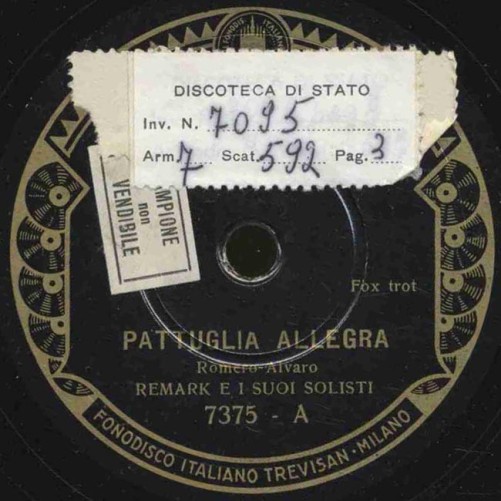 DISCOTECA DI STATO
Inv. N. 7095
Arm. 7 Scat. 592 Pag. 3
MPIONE
non
VENDIBILE
Fox trot
PATTUGLIA ALLEGRA
Romero-Alvaro
REMARK E I SUOI SOLISTI
7375 - A
FONODISCO ITALIANO TREVISAN · MILANO